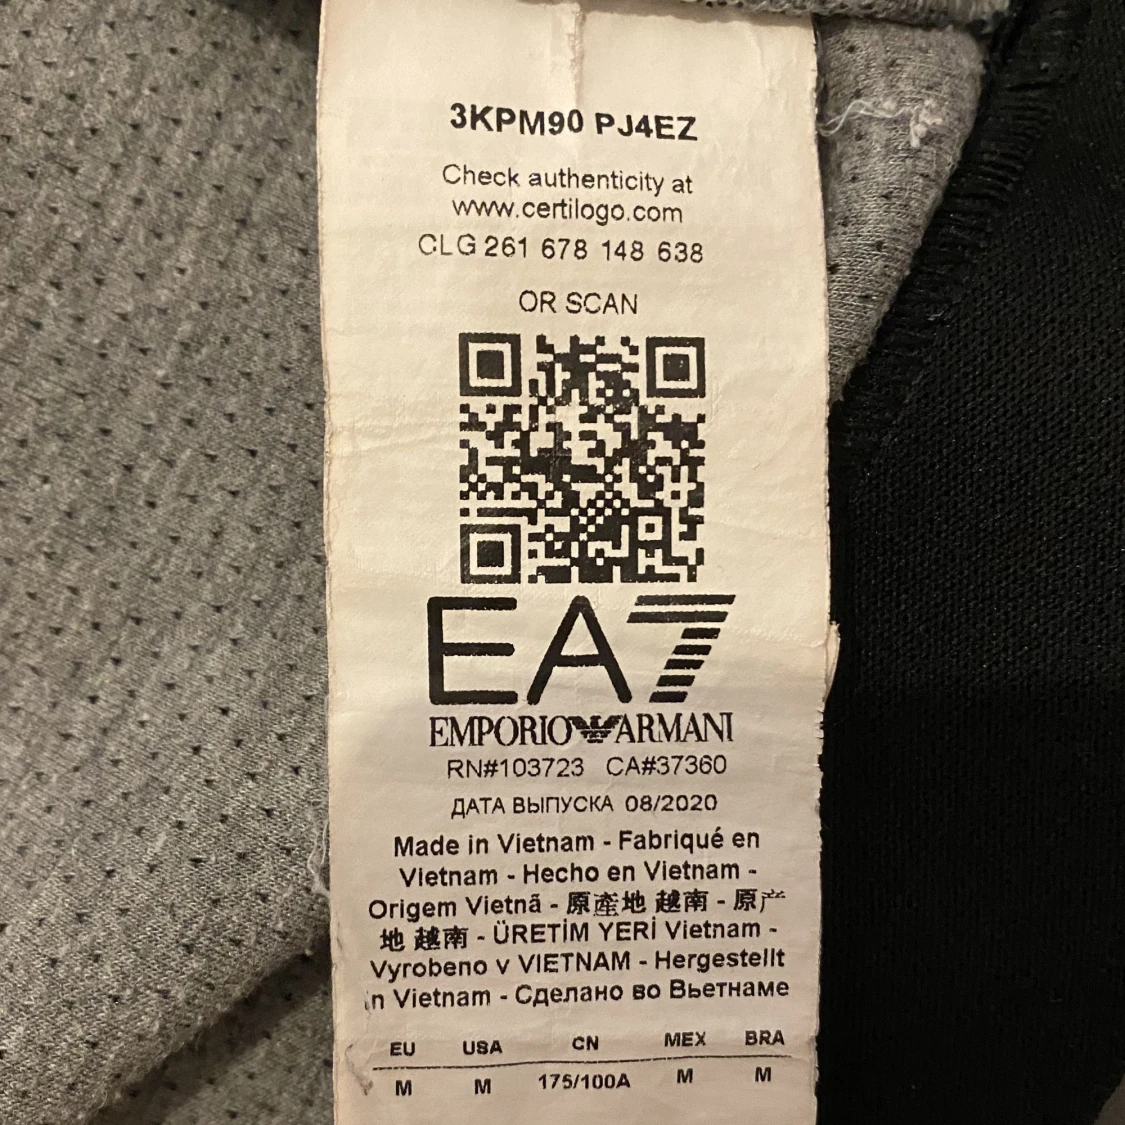 3KPM90 PJ4EZ
Check authenticity at
www.certilogo.com
CLG 261 678 148 638
OR SCAN
EA7
EMPORIO ARMANI
RN#103723 CA#37360
ДАТА ВЫПУСКА 08/2020
Made in Vietnam - Fabriqué en
Vietnam - Hecho en Vietnam -
Origem Vietnã - 原產地 越南 - 原产
地 越南 - ÜRETİM YERİ Vietnam -
Vyrobeno v VIETNAM - Hergestellt
in Vietnam - Сделано во Вьетнаме
EU USA CN MEX BRA
M M 175/100A M M